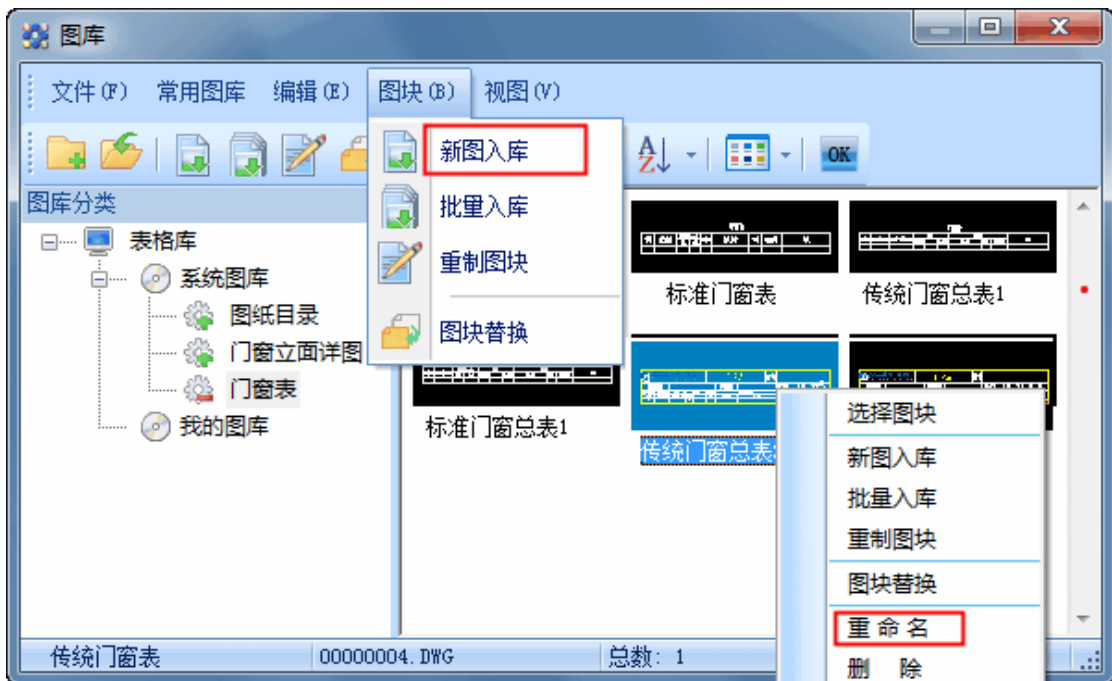 图库
文件(F) 常用图库 编辑(E) 图块(B) 视图(V)
新图入库
批量入库
重制图块
图块替换
OK
图库分类
表格库
系统图库
图纸目录
门窗立面详图
门窗表
我的图库
标准门窗表 传统门窗总表1
标准门窗总表1
传统门窗总表
选择图块
新图入库
批量入库
重制图块
图块替换
重命名
删 除
传统门窗表 00000004.DWG 总数: 1